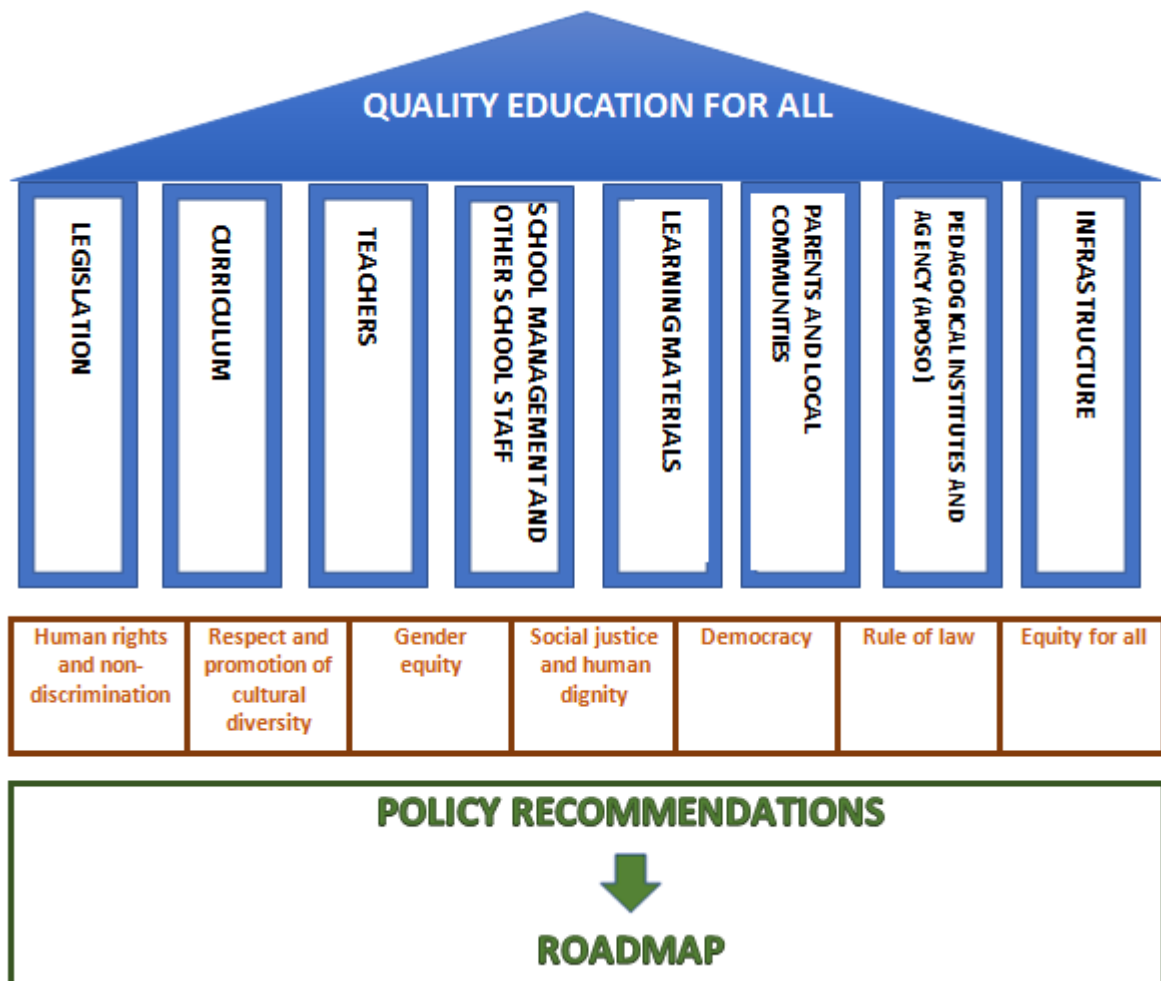 QUALITY EDUCATION FOR ALL
LEGISLATION
CURRICULUM
TEACHERS
SCHOOL MANAGEMENT AND
OTHER SCHOOL STAFF
LEARNING MATERIALS
PARENTS AND LOCAL
COMMUNITIES
PEDAGOGICAL INSTITUTES AND
AGENCY (APOSO)
INFRASTRUCTURE
Human rights
and non-
discrimination
Respect and
promotion of
cultural
diversity
Gender
equity
Social justice
and human
dignity
Democracy
Rule of law
Equity for all
POLICY RECOMMENDATIONS
ROADMAP